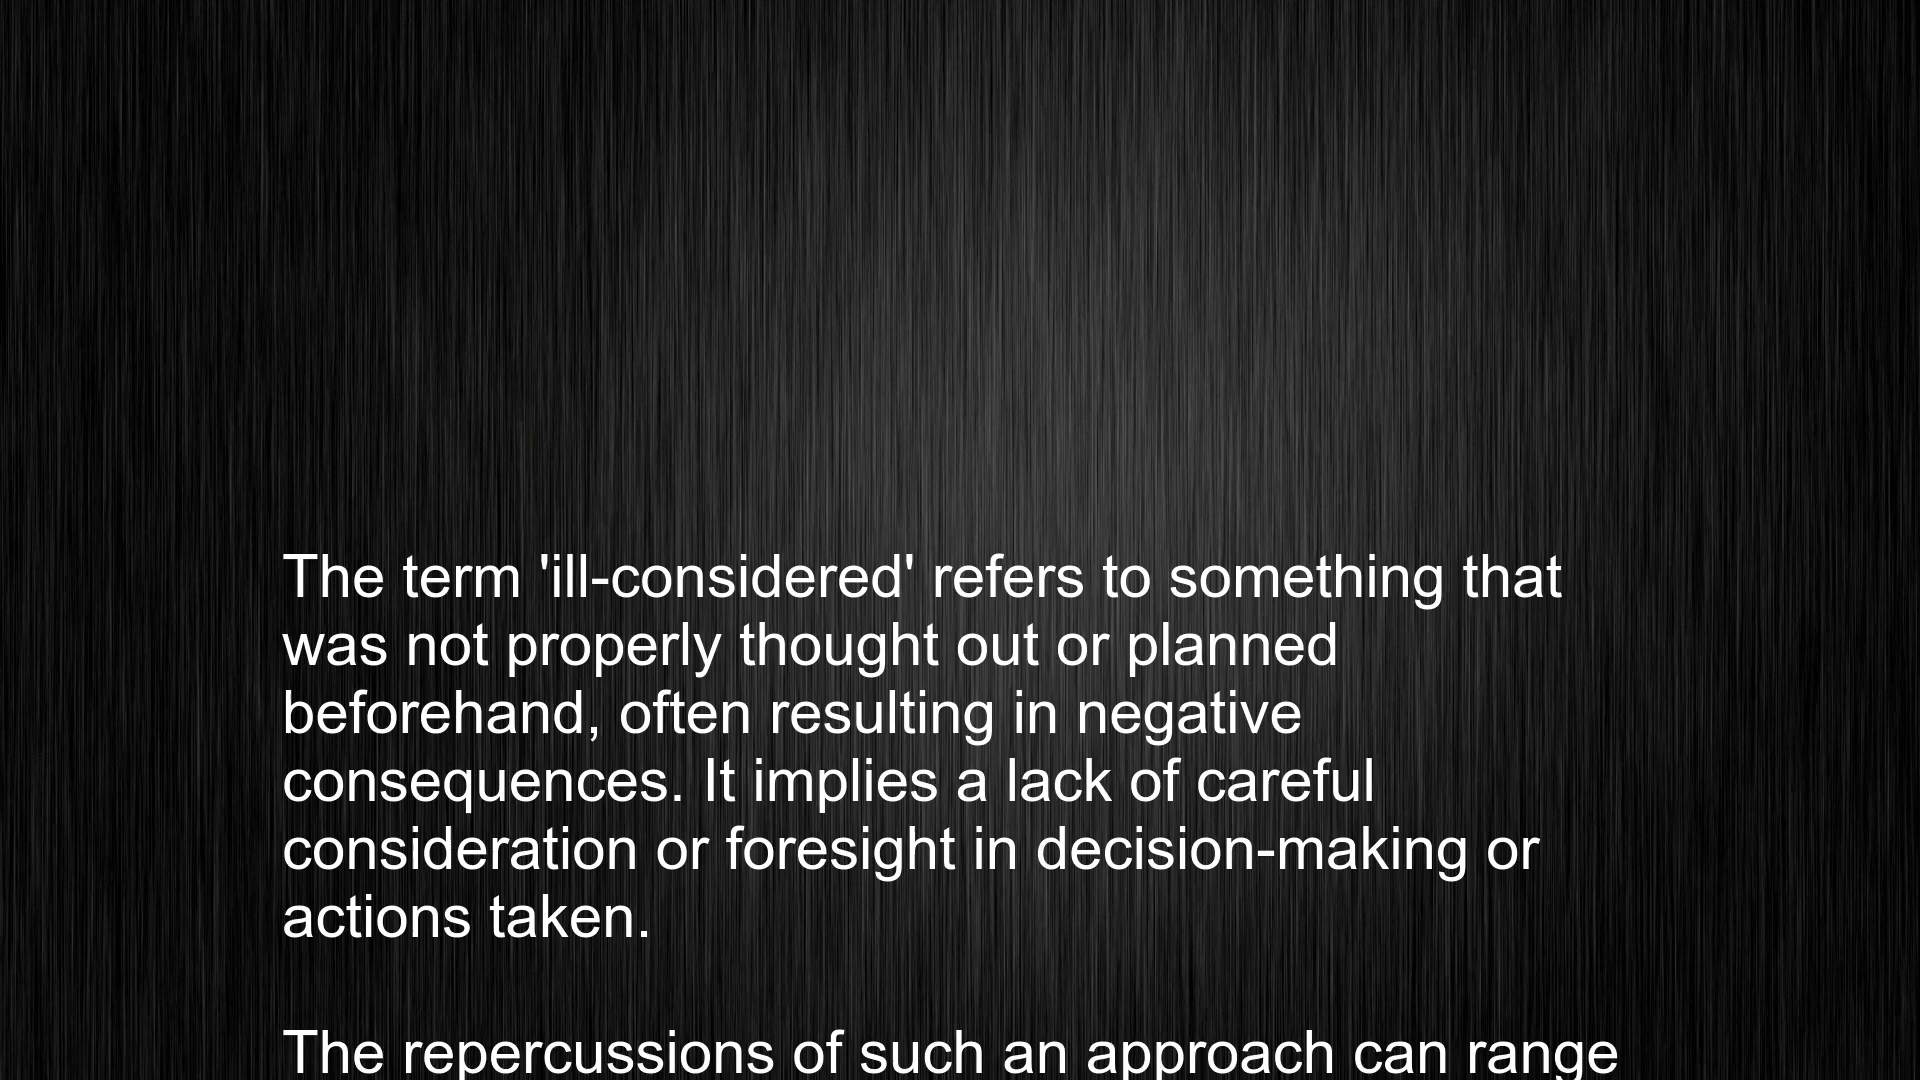 The term 'ill-considered' refers to something that
was not properly thought out or planned
beforehand, often resulting in negative
consequences. It implies a lack of careful
consideration or foresight in decision-making or
actions taken.
The repercussions of such an approach can range